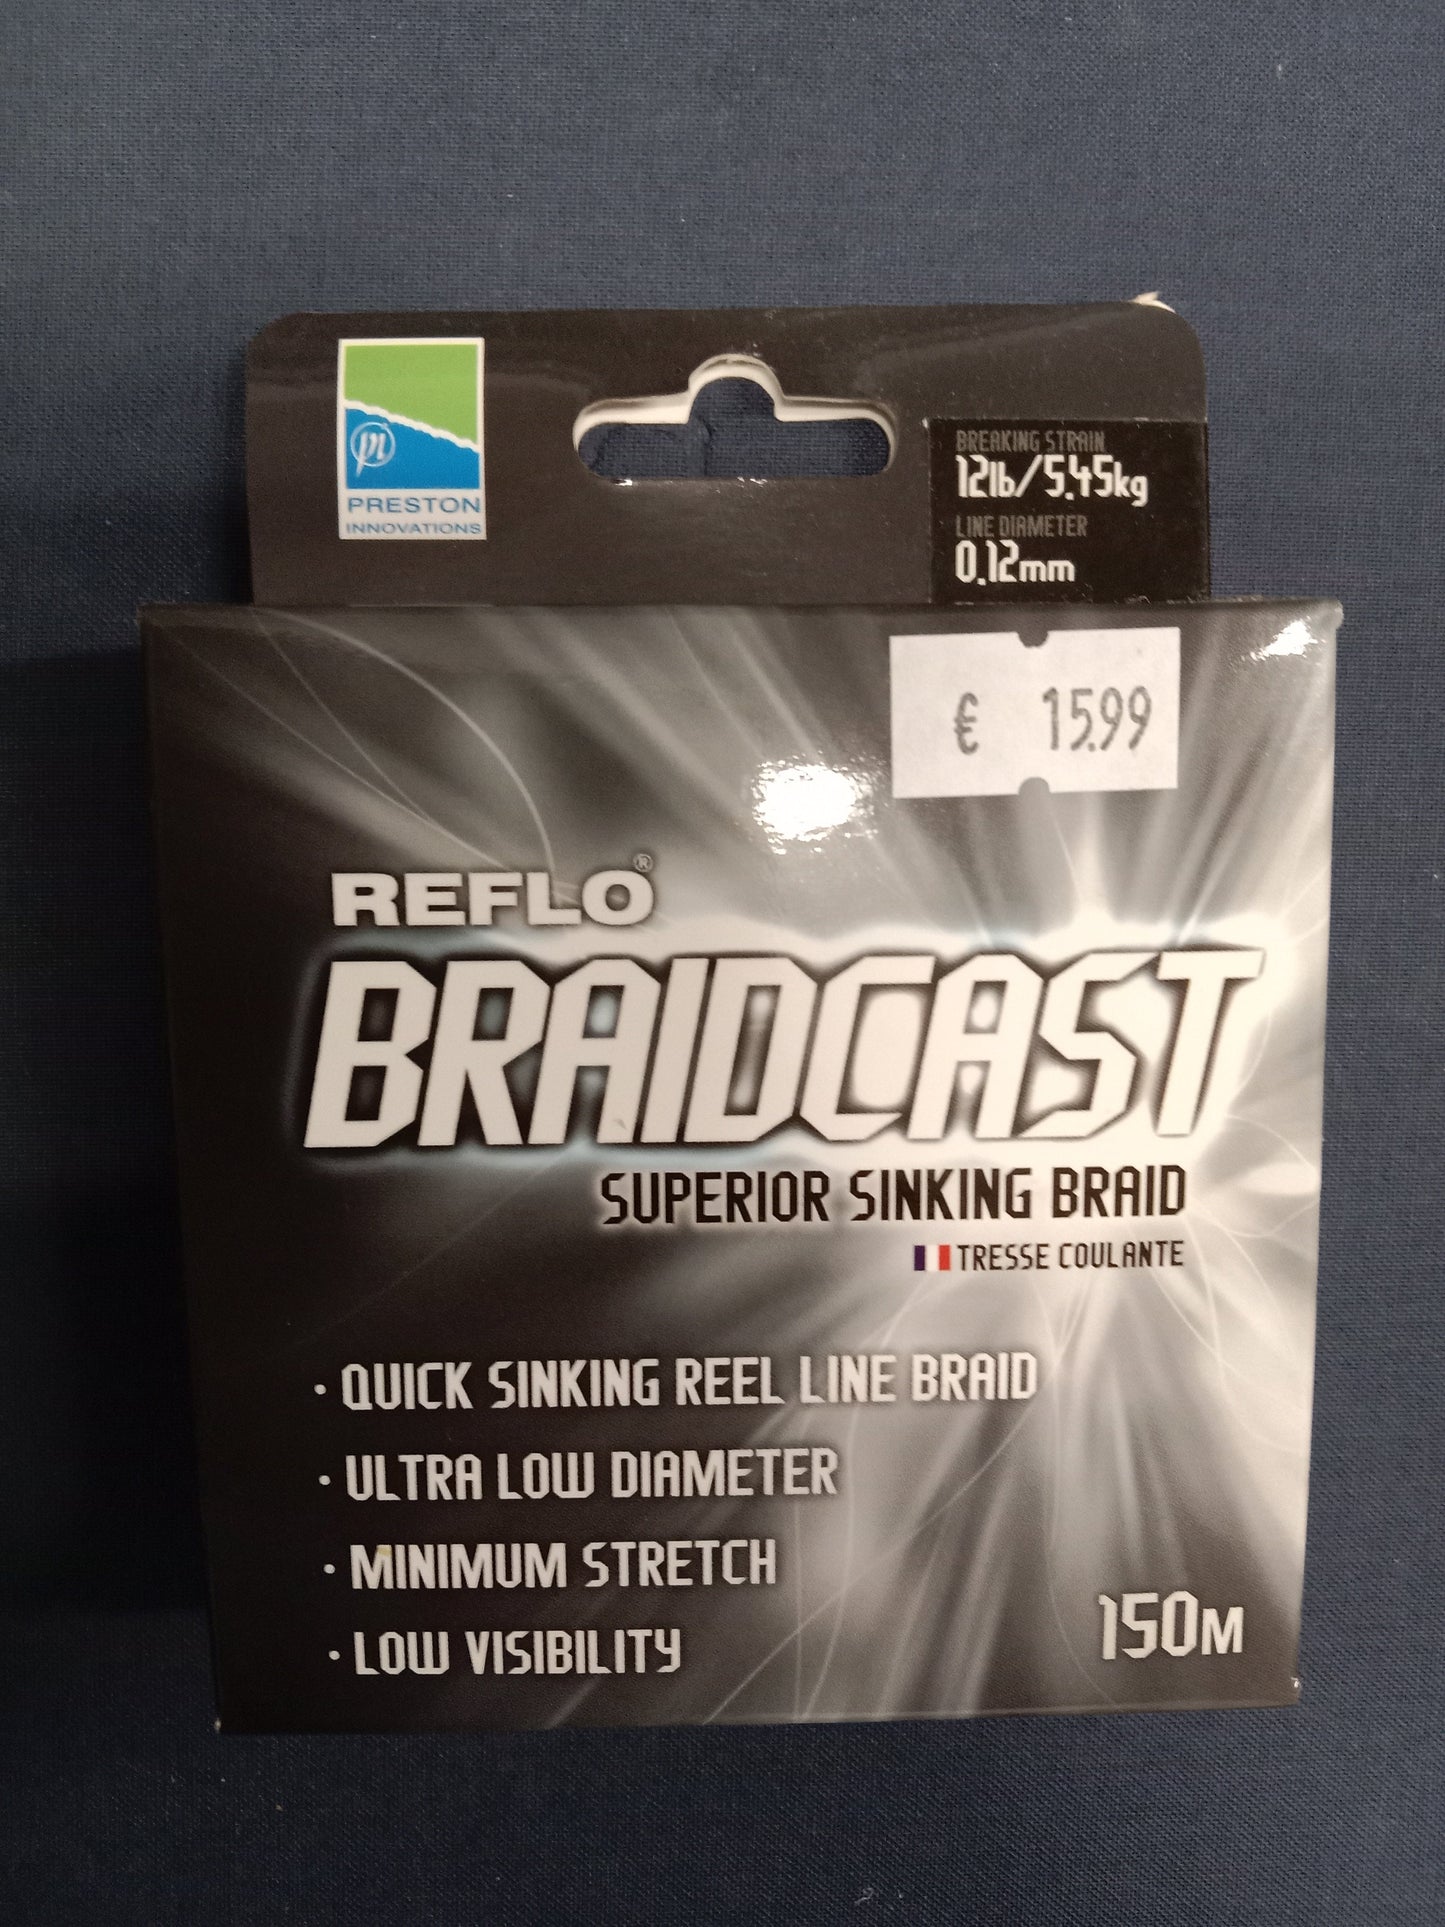 pi
PRESTON
INNOVATIONS
BREAKING STRAIN
12lb/5.45kg
LINE DIAMETER
0.12mm
€ 15.99
REFLO®
BRAIDCAST
SUPERIOR SINKING BRAID
TRESSE COULANTE
· QUICK SINKING REEL LINE BRAID
· ULTRA LOW DIAMETER
· MINIMUM STRETCH
· LOW VISIBILITY
150M